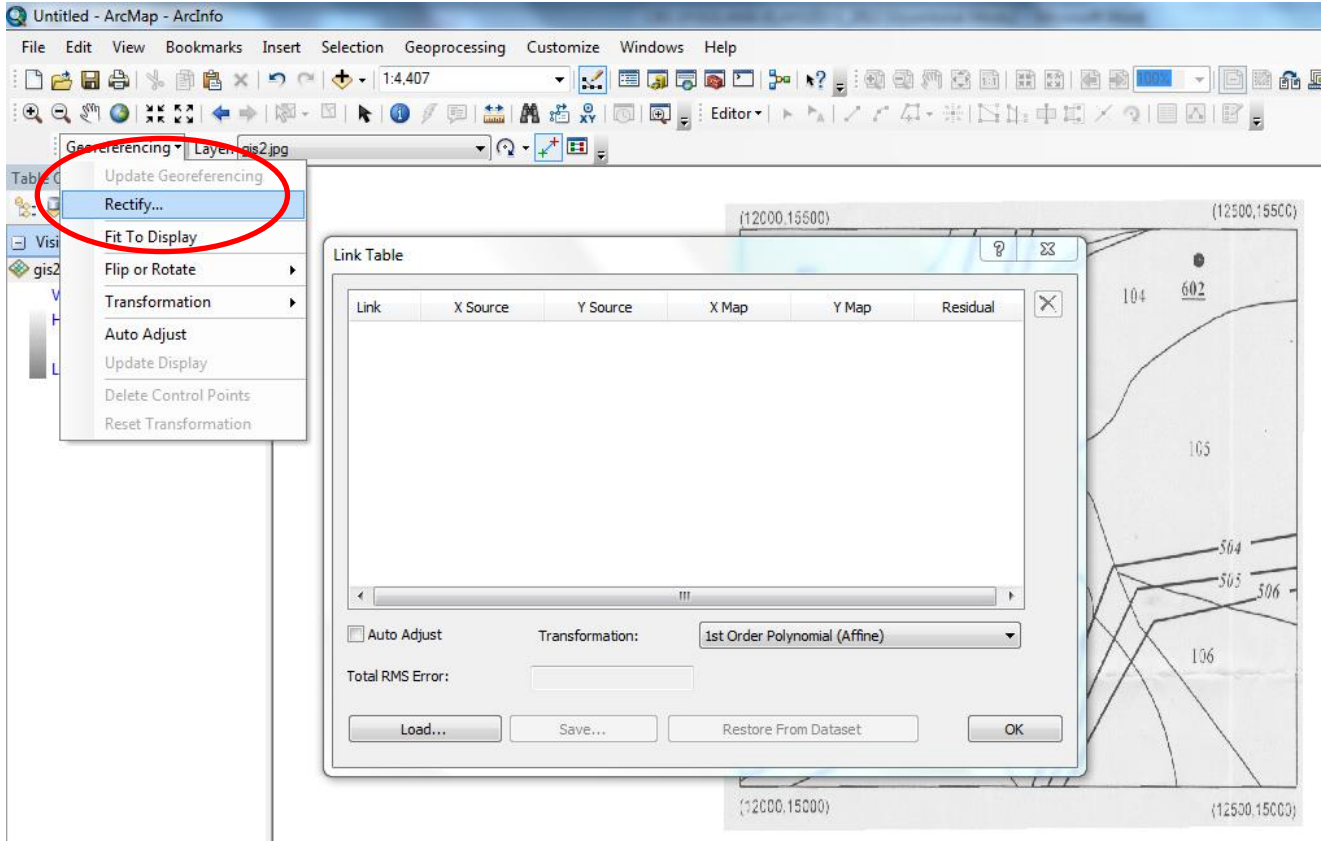 Untitled - ArcMap - ArcInfo
File Edit View Bookmarks Insert Selection Geoprocessing Customize Windows Help
1:4,407 100%
Editor
Georeferencing Layer: gis2.jpg
Table
Update Georeferencing
Rectify...
Fit To Display
Flip or Rotate
Transformation
Auto Adjust
Update Display
Delete Control Points
Reset Transformation
gis2
Link Table
Link X Source Y Source X Map Y Map Residual
Auto Adjust Transformation: 1st Order Polynomial (Affine)
Total RMS Error:
Load... Save... Restore From Dataset OK
(12000,15500) (12500,15500)
104 602
105
504
505 506
106
(12000,15000) (12500,15000)